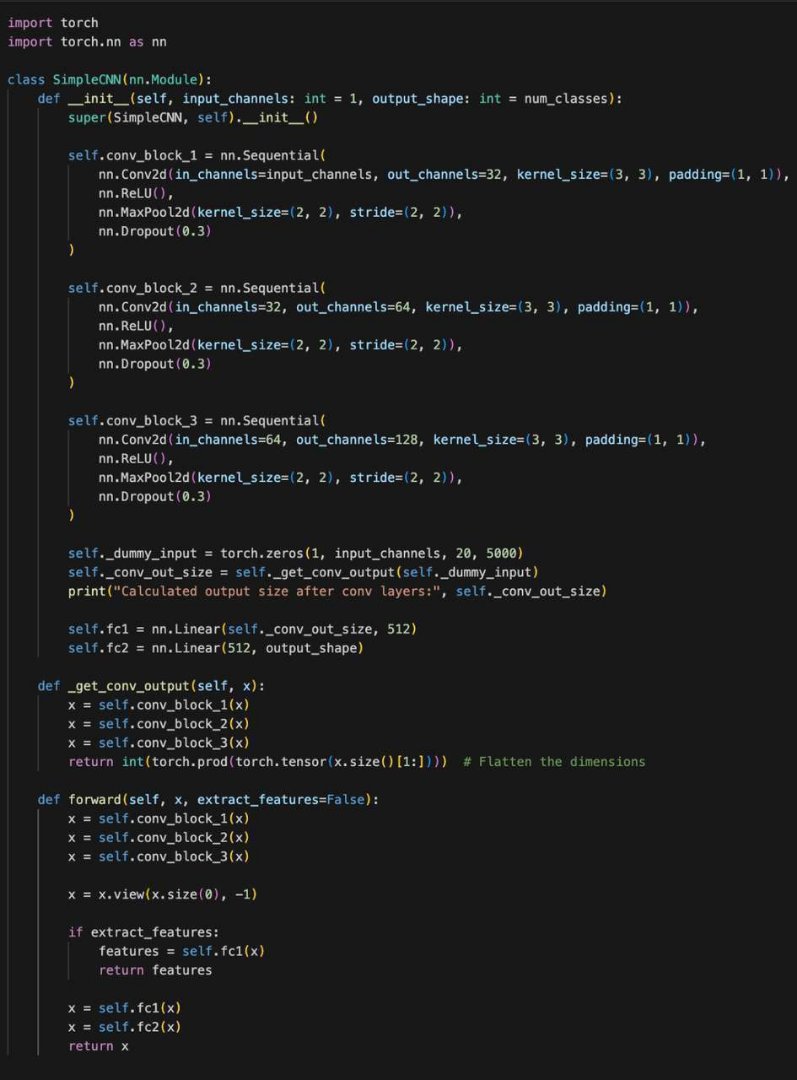 import torch
import torch.nn as nn
class SimpleCNN(nn.Module):
def __init__(self, input_channels: int = 1, output_shape: int = num_classes):
super(SimpleCNN, self).__init__()
self.conv_block_1 = nn.Sequential(
nn.Conv2d(in_channels=input_channels, out_channels=32, kernel_size=(3, 3), padding=(1, 1)),
nn.ReLU(),
nn.MaxPool2d(kernel_size=(2, 2), stride=(2, 2)),
nn.Dropout(0.3)
)
self.conv_block_2 = nn.Sequential(
nn.Conv2d(in_channels=32, out_channels=64, kernel_size=(3, 3), padding=(1, 1)),
nn.ReLU(),
nn.MaxPool2d(kernel_size=(2, 2), stride=(2, 2)),
nn.Dropout(0.3)
)
self.conv_block_3 = nn.Sequential(
nn.Conv2d(in_channels=64, out_channels=128, kernel_size=(3, 3), padding=(1, 1)),
nn.ReLU(),
nn.MaxPool2d(kernel_size=(2, 2), stride=(2, 2)),
nn.Dropout(0.3)
)
self._dummy_input = torch.zeros(1, input_channels, 20, 5000)
self._conv_out_size = self._get_conv_output(self._dummy_input)
print("Calculated output size after conv layers:", self._conv_out_size)
self.fc1 = nn.Linear(self._conv_out_size, 512)
self.fc2 = nn.Linear(512, output_shape)
def _get_conv_output(self, x):
x = self.conv_block_1(x)
x = self.conv_block_2(x)
x = self.conv_block_3(x)
return int(torch.prod(torch.tensor(x.size()[1:])))  # Flatten the dimensions
def forward(self, x, extract_features=False):
x = self.conv_block_1(x)
x = self.conv_block_2(x)
x = self.conv_block_3(x)
x = x.view(x.size(0), -1)
if extract_features:
features = self.fc1(x)
return features
x = self.fc1(x)
x = self.fc2(x)
return x